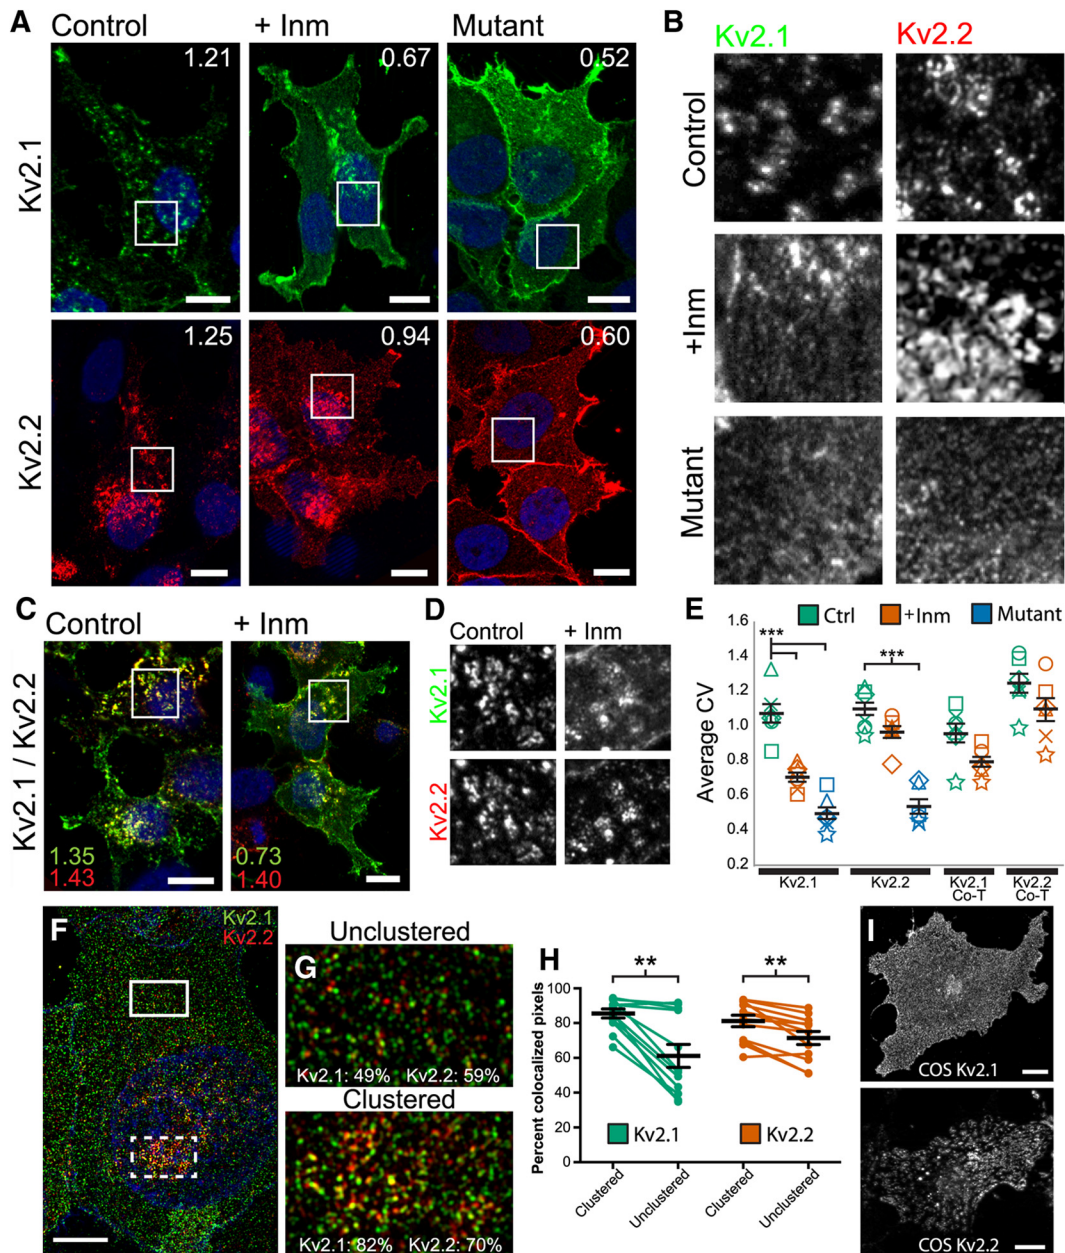 A
Control
+ Inm
Mutant
Kv2.1
1.21
0.67
0.52
Kv2.2
1.25
0.94
0.60
B
Kv2.1
Kv2.2
Control
+Inm
Mutant
C
Control
+ Inm
Kv2.1 / Kv2.2
1.35
1.43
0.73
1.40
D
Control
+ Inm
Kv2.1
Kv2.2
E
Ctrl
+Inm
Mutant
Average CV
1.6
1.4
1.2
1.0
0.8
0.6
0.4
0.2
***
***
Kv2.1
Kv2.2
Kv2.1
Co-T
Kv2.2
Co-T
F
Kv2.1
Kv2.2
G
Unclustered
Kv2.1: 49% Kv2.2: 59%
Clustered
Kv2.1: 82% Kv2.2: 70%
H
**
**
Percent colocalized pixels
100
80
60
40
20
0
Kv2.1
Kv2.2
Clustered
Unclustered
Clustered
Unclustered
I
COS Kv2.1
COS Kv2.2